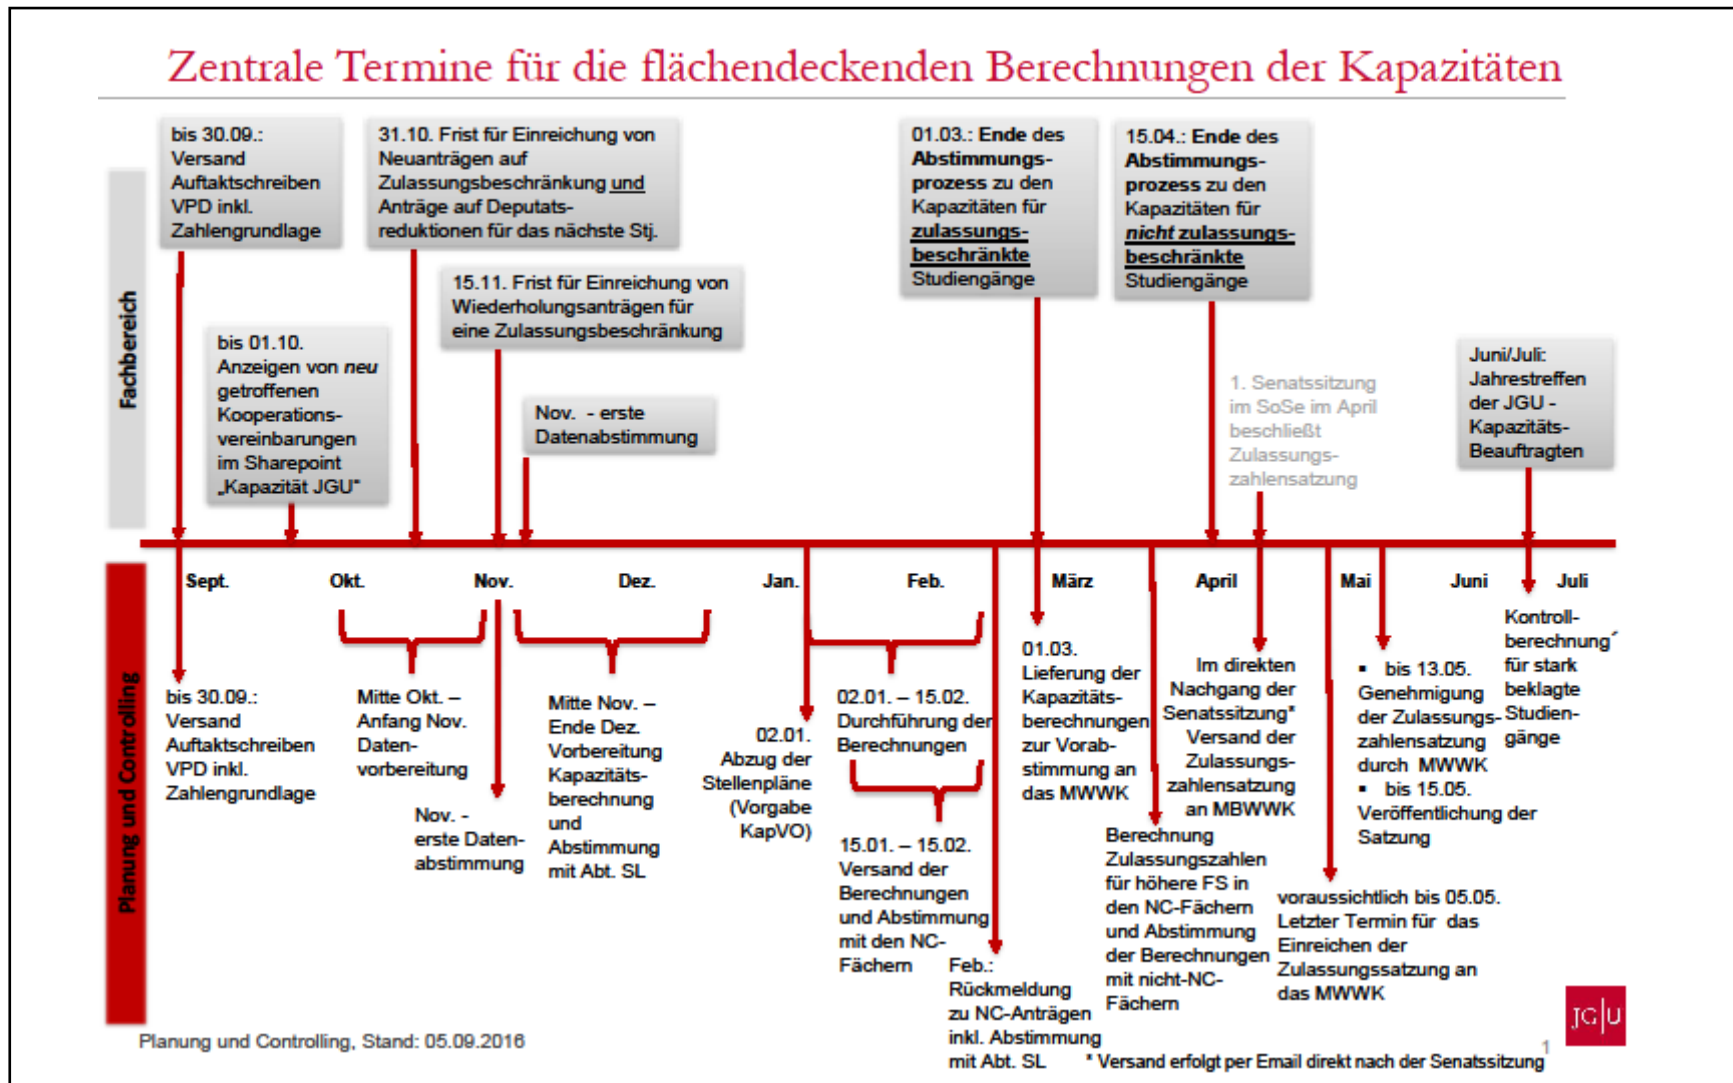 Zentrale Termine für die flächendeckenden Berechnungen der Kapazitäten
Fachbereich
bis 30.09.:
Versand
Auftaktschreiben
VPD inkl.
Zahlengrundlage
31.10. Frist für Einreichung von
Neuanträgen auf
Zulassungsbeschränkung und
Anträge auf Deputats-
reduktionen für das nächste Stj.
01.03.: Ende des
Abstimmungs-
prozess zu den
Kapazitäten für
zulassungs-
beschränkte
Studiengänge
15.04.: Ende des
Abstimmungs-
prozess zu den
Kapazitäten für
nicht zulassungs-
beschränkte
Studiengänge
15.11. Frist für Einreichung von
Wiederholungsanträgen für
eine Zulassungsbeschränkung
bis 01.10.
Anzeigen von neu
getroffenen
Kooperations-
vereinbarungen
im Sharepoint
„Kapazität JGU"
Nov. - erste
Datenabstimmung
1. Senatssitzung
im SoSe im April
beschließt
Zulassungs-
zahlensatzung
Juni/Juli:
Jahrestreffen
der JGU -
Kapazitäts-
Beauftragten
Sept. Okt. Nov. Dez. Jan. Feb. März April Mai Juni Juli
Planung und Controlling
bis 30.09.:
Versand
Auftaktschreiben
VPD inkl.
Zahlengrundlage
Mitte Okt. –
Anfang Nov.
Daten-
vorbereitung
Nov. -
erste Daten-
abstimmung
Mitte Nov. –
Ende Dez.
Vorbereitung
Kapazitäts-
berechnung
und
Abstimmung
mit Abt. SL
02.01.
Abzug der
Stellenpläne
(Vorgabe
KapVO)
02.01. – 15.02.
Durchführung der
Berechnungen
15.01. – 15.02.
Versand der
Berechnungen
und Abstimmung
mit den NC-
Fächern
Feb.:
Rückmeldung
zu NC-Anträgen
inkl. Abstimmung
mit Abt. SL
01.03.
Lieferung der
Kapazitäts-
berechnungen
zur Vorab-
stimmung an
das MWWK
Berechnung
Zulassungszahlen
für höhere FS in
den NC-Fächern
und Abstimmung
der Berechnungen
mit nicht-NC-
Fächern
Im direkten
Nachgang der
Senatssitzung*
Versand der
Zulassungs-
zahlensatzung
an MBWWK
voraussichtlich bis 05.05.
Letzter Termin für das
Einreichen der
Zulassungssatzung an
das MWWK
▪ bis 13.05.
Genehmigung
der Zulassungs-
zahlensatzung
durch MWWK
▪ bis 15.05.
Veröffentlichung der
Satzung
Kontroll-
berechnung´
für stark
beklagte
Studien-
gänge
Planung und Controlling, Stand: 05.09.2016
* Versand erfolgt per Email direkt nach der Senatssitzung
1
JG|U